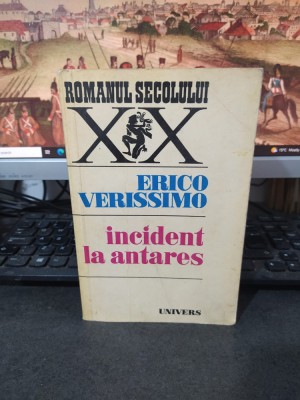 ROMANUL SECOLULUI
XX
ERICO
VERISSIMO
incident
la antares
UNIVERS